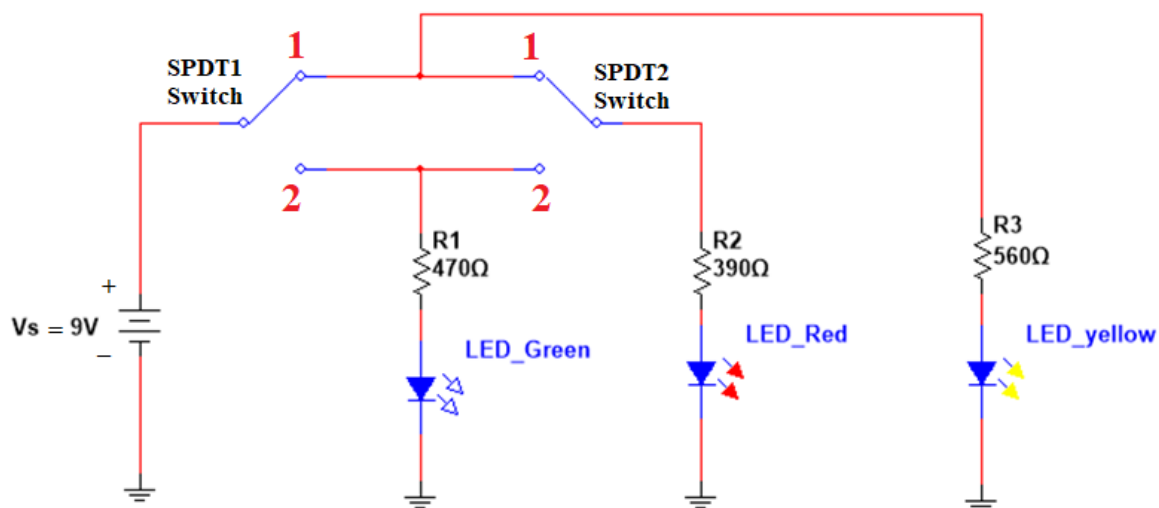 1
1
SPDT1
Switch
SPDT2
Switch
2
2
R1
470Ω
R2
390Ω
R3
560Ω
+
Vs = 9V
–
LED_Green
LED_Red
LED_yellow